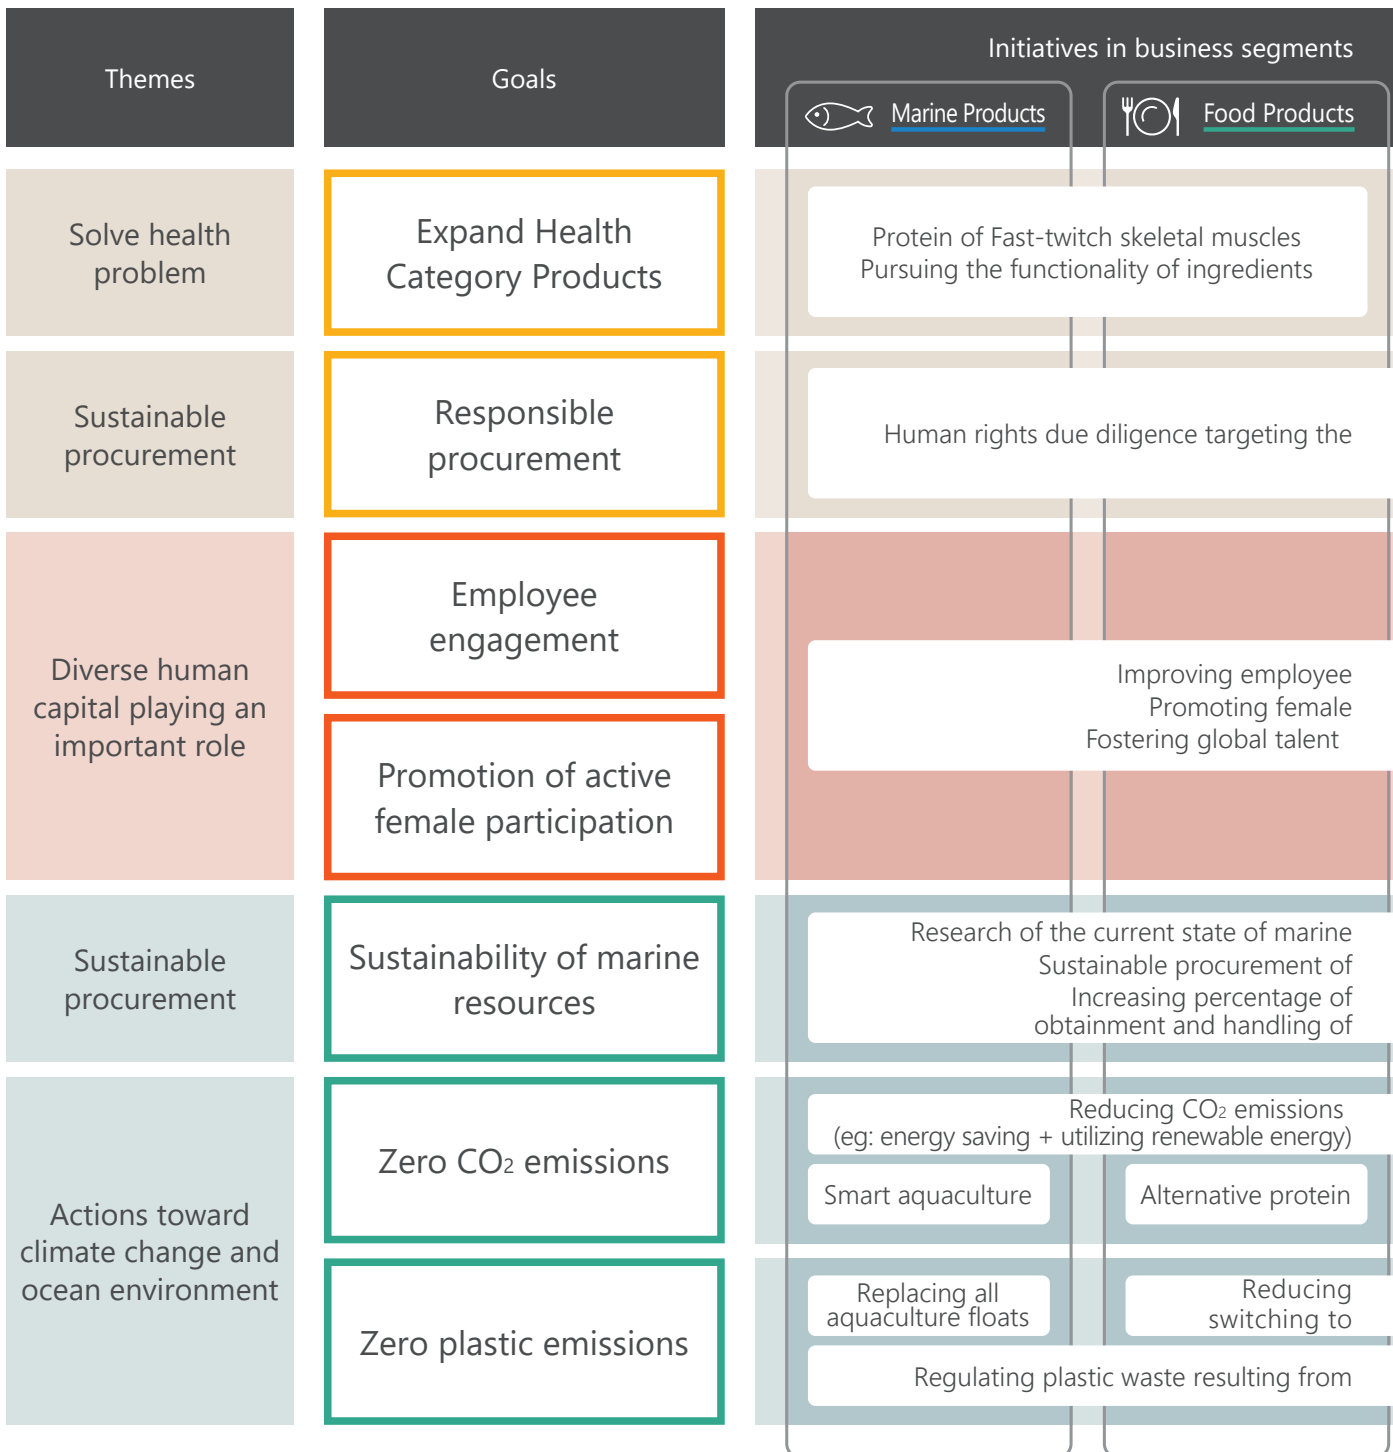 Themes
Goals
Initiatives in business segments
Marine Products
Food Products
Solve health
problem
Expand Health
Category Products
Protein of Fast-twitch skeletal muscles
Pursuing the functionality of ingredients
Sustainable
procurement
Responsible
procurement
Human rights due diligence targeting the
Diverse human
capital playing an
important role
Employee
engagement
Promotion of active
female participation
Improving employee
Promoting female
Fostering global talent
Sustainable
procurement
Sustainability of marine
resources
Research of the current state of marine
Sustainable procurement of
Increasing percentage of
obtainment and handling of
Actions toward
climate change and
ocean environment
Zero CO₂ emissions
Reducing CO₂ emissions
(eg: energy saving + utilizing renewable energy)
Smart aquaculture
Alternative protein
Zero plastic emissions
Replacing all
aquaculture floats
Reducing
switching to
Regulating plastic waste resulting from